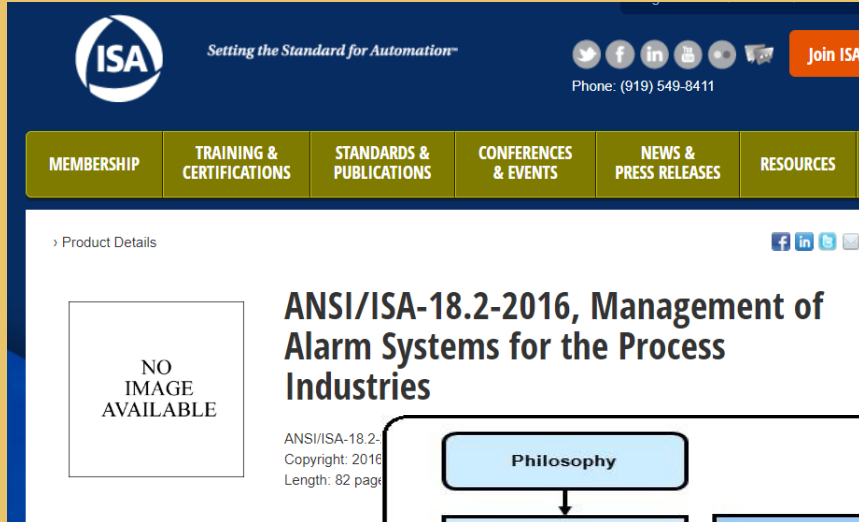 ISA
Setting the Standard for Automation™
Join ISA
Phone: (919) 549-8411
MEMBERSHIP
TRAINING &
CERTIFICATIONS
STANDARDS &
PUBLICATIONS
CONFERENCES
& EVENTS
NEWS &
PRESS RELEASES
RESOURCES
› Product Details
NO
IMAGE
AVAILABLE
ANSI/ISA-18.2-2016, Management of
Alarm Systems for the Process
Industries
ANSI/ISA-18.2-
Copyright: 2016
Length: 82 page
Philosophy